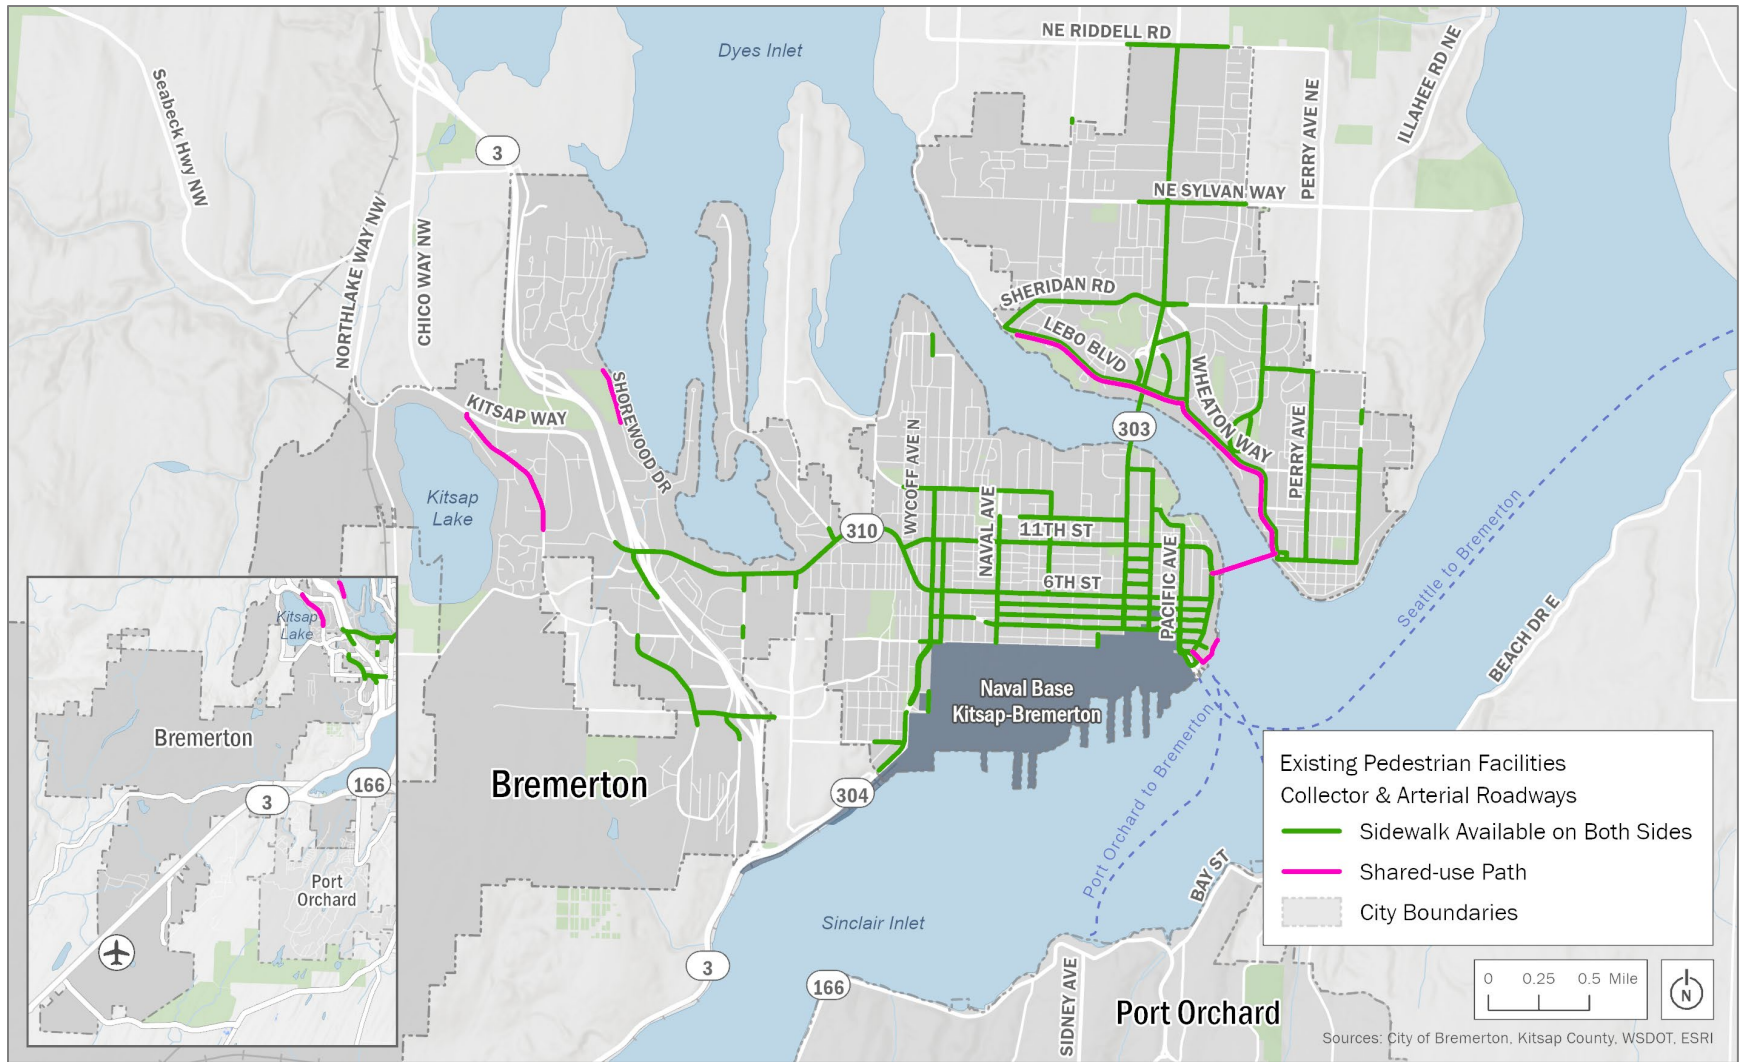 Dyes Inlet
NE RIDDELL RD
PERRY AVE NE
ILLAHEE RD NE
Seabeck Hwy NW
3
NE SYLVAN WAY
NORTHLAKE WAY NW
CHICO WAY NW
SHERIDAN RD
LEBO BLVD
KITSAP WAY
SHOREWOOD DR
WHEATON WAY
303
WYCOFF AVE N
PERRY AVE
Kitsap
Lake
NAVAL AVE
310
11TH ST
PACIFIC AVE
6TH ST
Seattle to Bremerton
BEACH DR E
Kitsap
Lake
Bremerton
166
3
Port
Orchard
Naval Base
Kitsap-Bremerton
Bremerton
304
Port Orchard to Bremerton
BAY ST
Sinclair Inlet
3
166
SIDNEY AVE
Port Orchard
Existing Pedestrian Facilities
Collector & Arterial Roadways
Sidewalk Available on Both Sides
Shared-use Path
City Boundaries
0 0.25 0.5 Mile
N
Sources: City of Bremerton, Kitsap County, WSDOT, ESRI